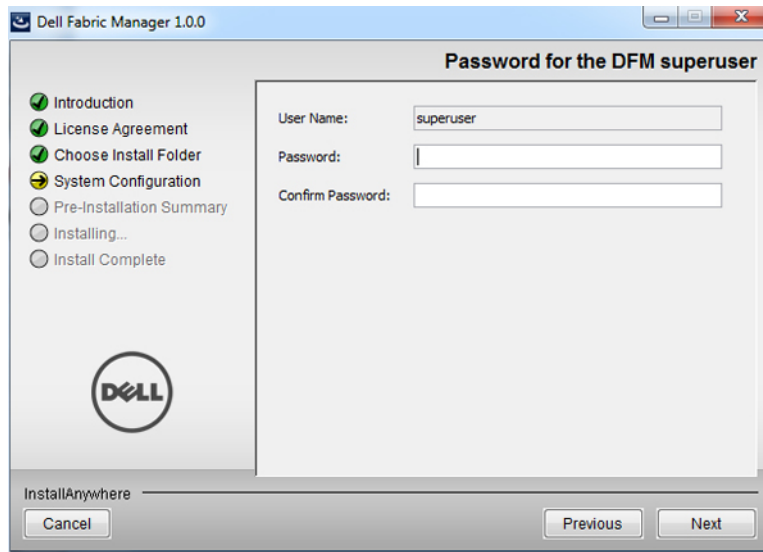 Dell Fabric Manager 1.0.0
Password for the DFM superuser
Introduction
License Agreement
Choose Install Folder
System Configuration
Pre-Installation Summary
Installing...
Install Complete
User Name:
superuser
Password:
Confirm Password:
DELL
InstallAnywhere
Cancel
Previous
Next